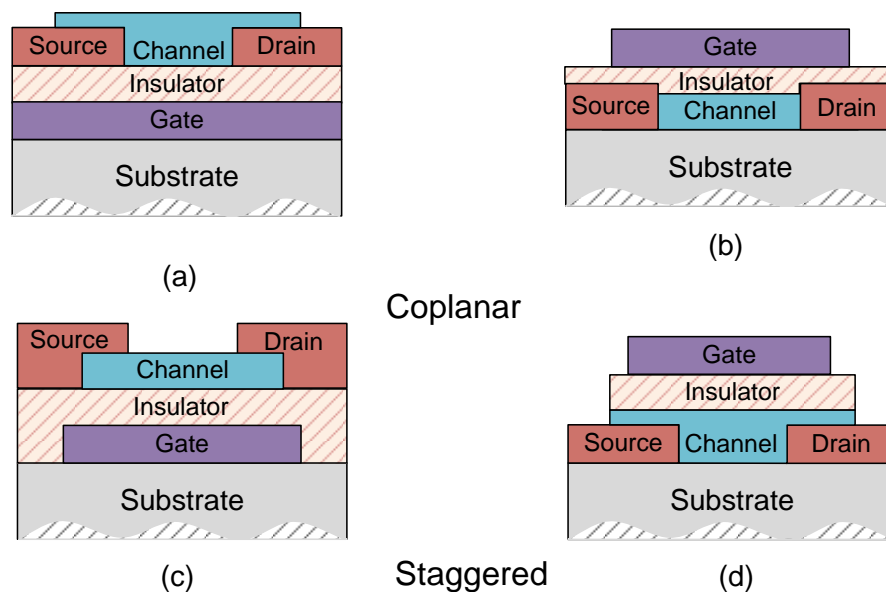 Source
Channel
Drain
Insulator
Gate
Substrate
(a)
Gate
Insulator
Source
Channel
Drain
Substrate
(b)
Coplanar
Source
Drain
Channel
Insulator
Gate
Substrate
(c)
Gate
Insulator
Source
Channel
Drain
Substrate
(d)
Staggered